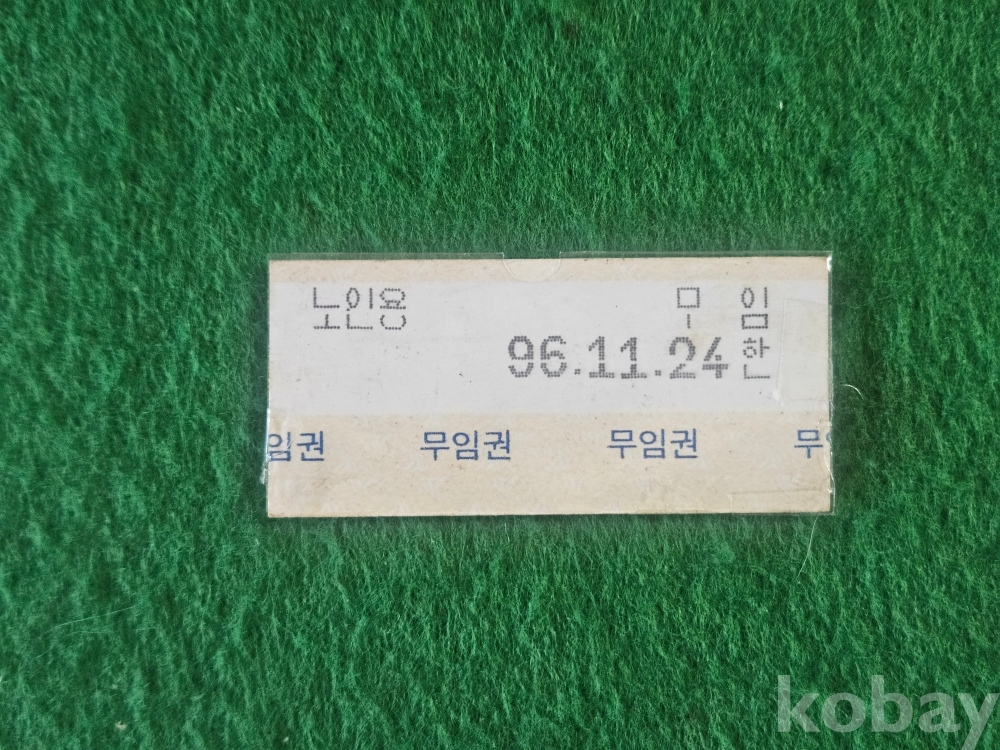 노인용 무 임
96.11.24 한
임권 무임권 무임권 무
kobay